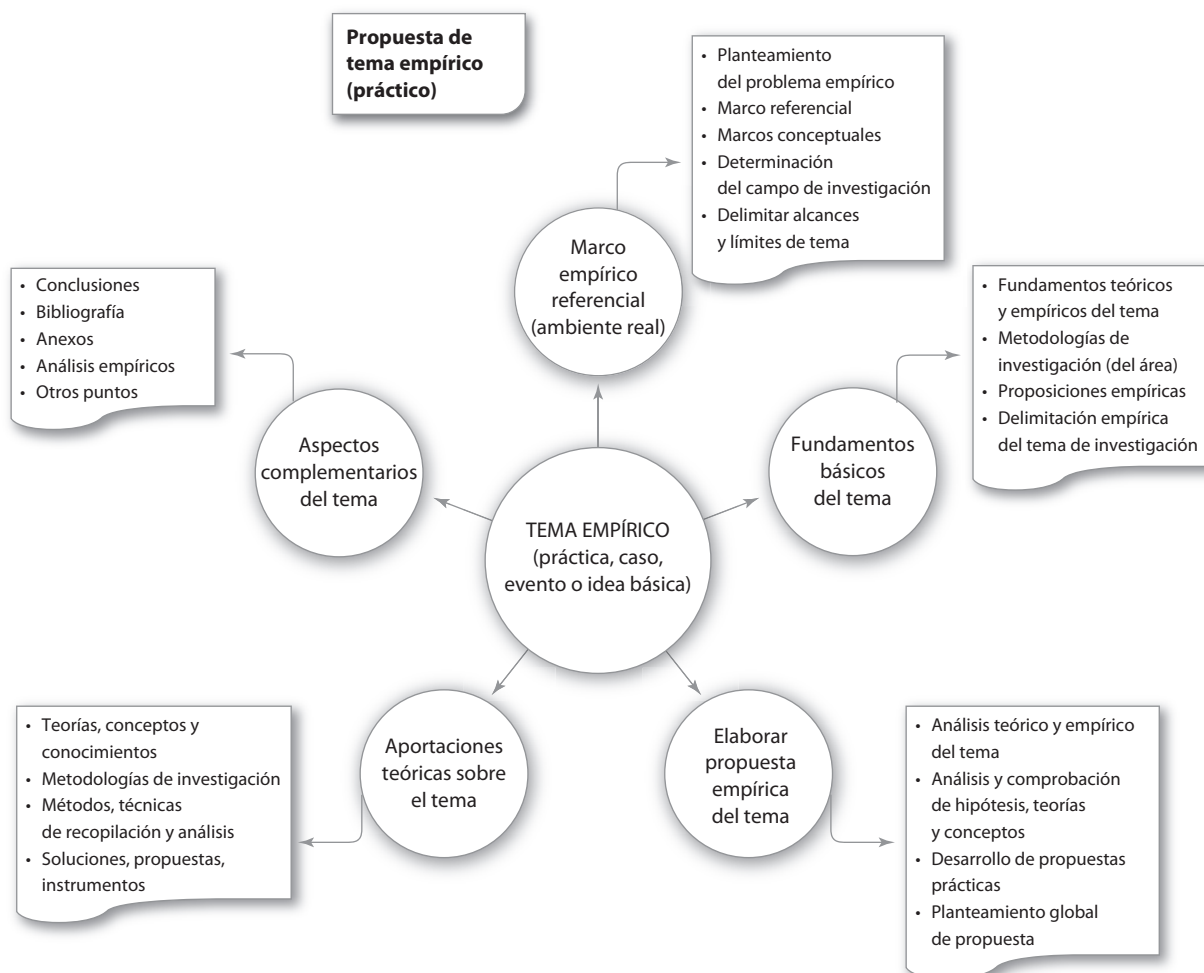 Propuesta de
tema empírico
(práctico)
• Planteamiento
del problema empírico
• Marco referencial
• Marcos conceptuales
• Determinación
del campo de investigación
• Delimitar alcances
y límites de tema
Marco
empírico
referencial
(ambiente real)
• Conclusiones
• Bibliografía
• Anexos
• Análisis empíricos
• Otros puntos
• Fundamentos teóricos
y empíricos del tema
• Metodologías de
investigación (del área)
• Proposiciones empíricas
• Delimitación empírica
del tema de investigación
Aspectos
complementarios
del tema
Fundamentos
básicos
del tema
TEMA EMPÍRICO
(práctica, caso,
evento o idea básica)
• Teorías, conceptos y
conocimientos
• Metodologías de investigación
• Métodos, técnicas
de recopilación y análisis
• Soluciones, propuestas,
instrumentos
Aportaciones
teóricas sobre
el tema
Elaborar
propuesta
empírica
del tema
• Análisis teórico y empírico
del tema
• Análisis y comprobación
de hipótesis, teorías
y conceptos
• Desarrollo de propuestas
prácticas
• Planteamiento global
de propuesta